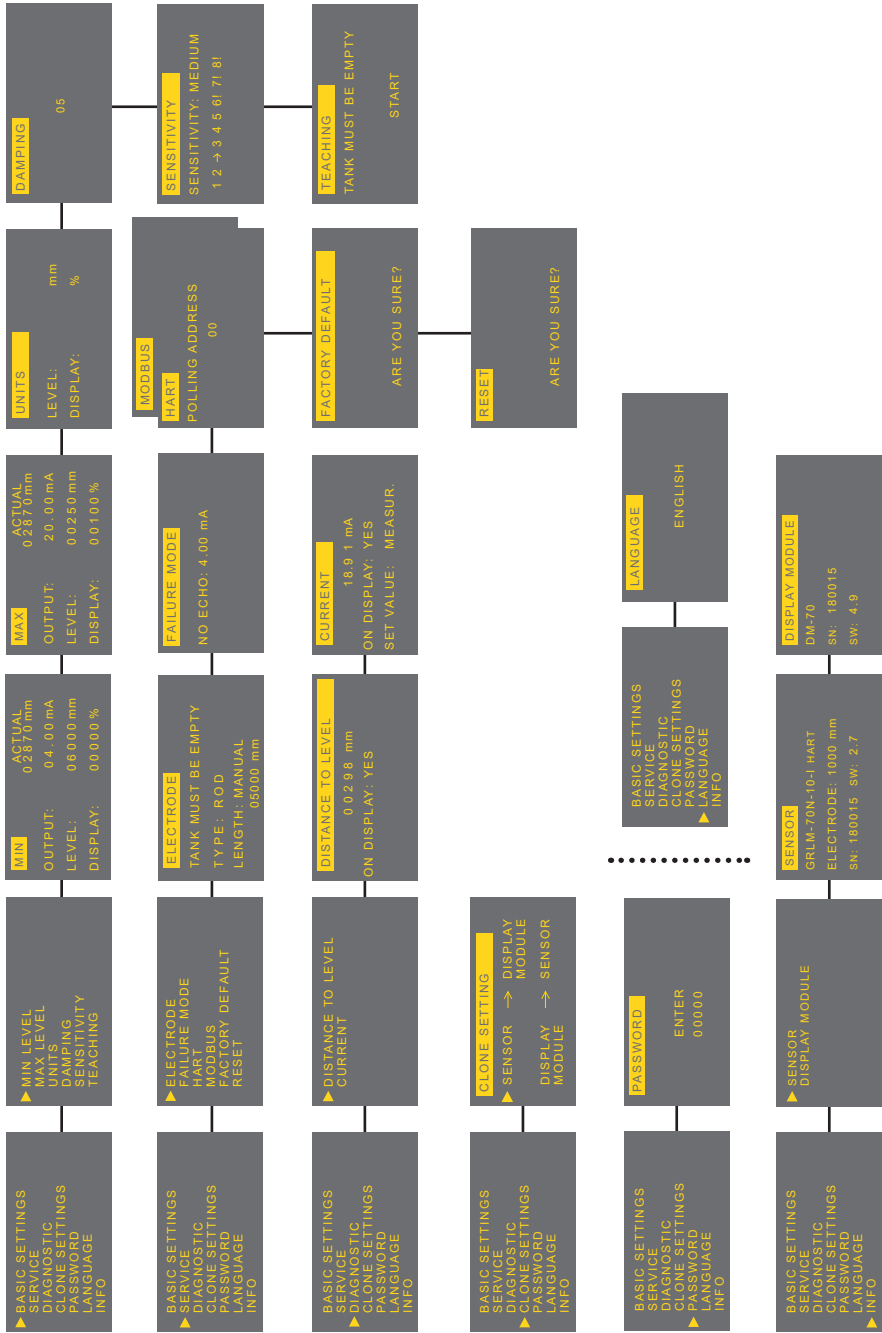 BASIC SETTINGS
SERVICE
DIAGNOSTIC
CLONE SETTINGS
PASSWORD
LANGUAGE
INFO
MIN LEVEL
MAX LEVEL
UNITS
DAMPING
SENSITIVITY
TEACHING
MIN ACTUAL
02870mm
OUTPUT: 04.00mA
LEVEL: 06000mm
DISPLAY: 00000%
MAX ACTUAL
02870mm
OUTPUT: 20.00mA
LEVEL: 00250mm
DISPLAY: 00100%
UNITS
LEVEL: mm
DISPLAY: %
DAMPING
05
SENSITIVITY
SENSITIVITY: MEDIUM
1 2 → 3 4 5 6! 7! 8!
TEACHING
TANK MUST BE EMPTY
START
BASIC SETTINGS
SERVICE
DIAGNOSTIC
CLONE SETTINGS
PASSWORD
LANGUAGE
INFO
ELECTRODE
FAILURE MODE
HART
MODBUS
FACTORY DEFAULT
RESET
ELECTRODE
TANK MUST BE EMPTY
TYPE: ROD
LENGTH: MANUAL
05000 mm
FAILURE MODE
NO ECHO: 4.00 mA
MODBUS
HART
POLLING ADDRESS
00
FACTORY DEFAULT
ARE YOU SURE?
RESET
ARE YOU SURE?
BASIC SETTINGS
SERVICE
DIAGNOSTIC
CLONE SETTINGS
PASSWORD
LANGUAGE
INFO
DISTANCE TO LEVEL
CURRENT
DISTANCE TO LEVEL
00298 mm
ON DISPLAY: YES
CURRENT
18.91 mA
ON DISPLAY: YES
SET VALUE: MEASUR.
BASIC SETTINGS
SERVICE
DIAGNOSTIC
CLONE SETTINGS
PASSWORD
LANGUAGE
INFO
CLONE SETTING
SENSOR → DISPLAY
MODULE
DISPLAY → SENSOR
MODULE
BASIC SETTINGS
SERVICE
DIAGNOSTIC
CLONE SETTINGS
PASSWORD
LANGUAGE
INFO
PASSWORD
ENTER
00000
BASIC SETTINGS
SERVICE
DIAGNOSTIC
CLONE SETTINGS
PASSWORD
LANGUAGE
INFO
LANGUAGE
ENGLISH
BASIC SETTINGS
SERVICE
DIAGNOSTIC
CLONE SETTINGS
PASSWORD
LANGUAGE
INFO
SENSOR
DISPLAY MODULE
SENSOR
GRLM-70N-10-I HART
ELECTRODE: 1000 mm
SN: 180015 SW: 2.7
DISPLAY MODULE
DM-70
SN: 180015
SW: 4.9